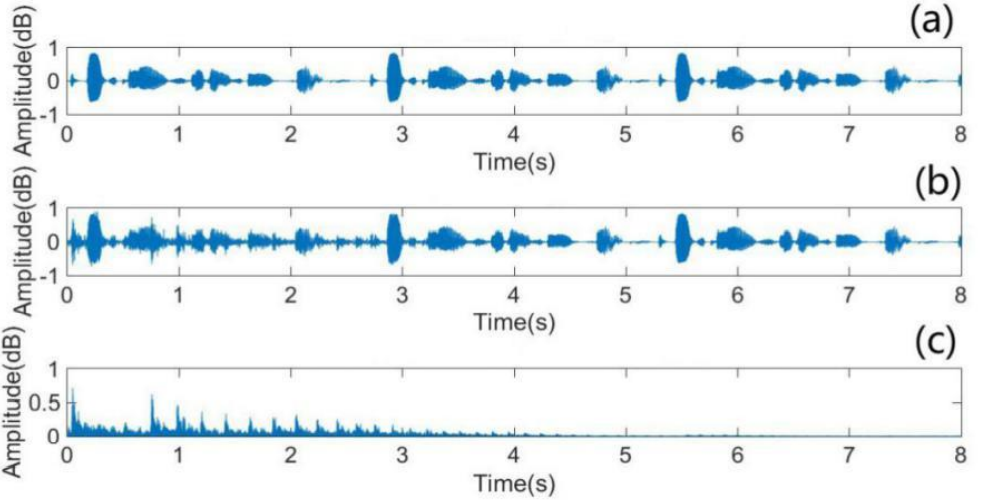 (a)
Amplitude(dB)
1
0
-1
0 1 2 3 4 5 6 7 8
Time(s)
(b)
Amplitude(dB)
1
0
-1
0 1 2 3 4 5 6 7 8
Time(s)
(c)
Amplitude(dB)
1
0.5
0
0 1 2 3 4 5 6 7 8
Time(s)